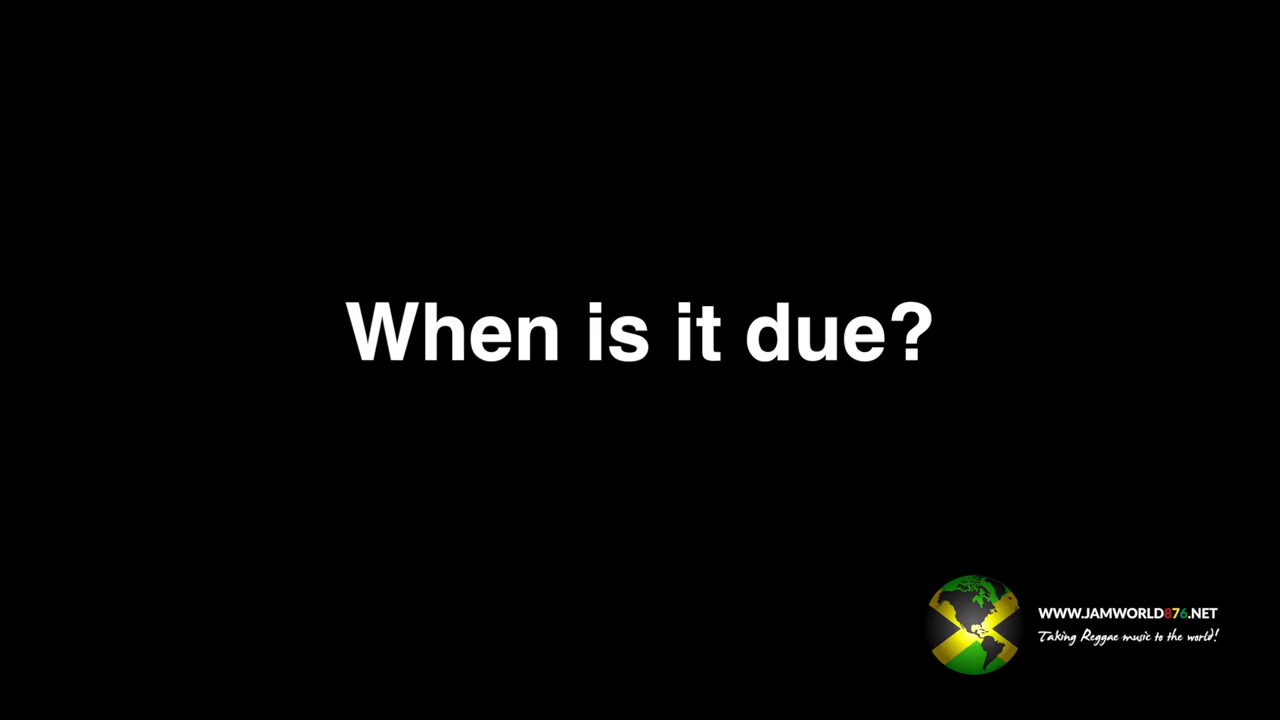 When is it due?
WWW.JAMWORLD876.NET
Taking Reggae music to the world!